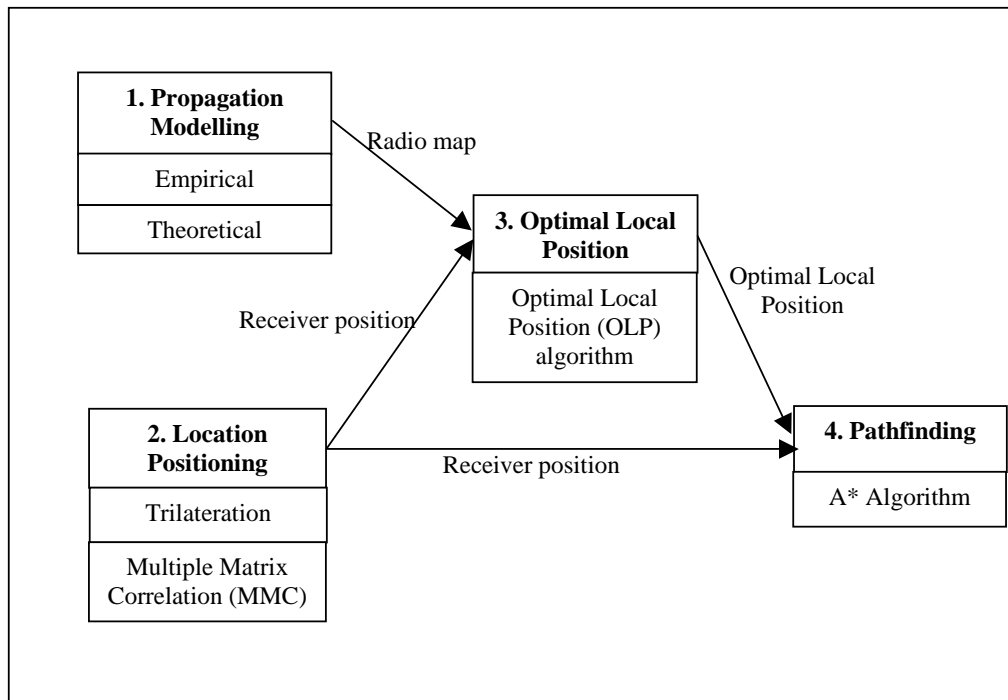 1. Propagation
Modelling
Empirical
Theoretical
Radio map
3. Optimal Local
Position
Optimal Local
Position (OLP)
algorithm
Optimal Local
Position
Receiver position
2. Location
Positioning
Trilateration
Multiple Matrix
Correlation (MMC)
Receiver position
4. Pathfinding
A* Algorithm